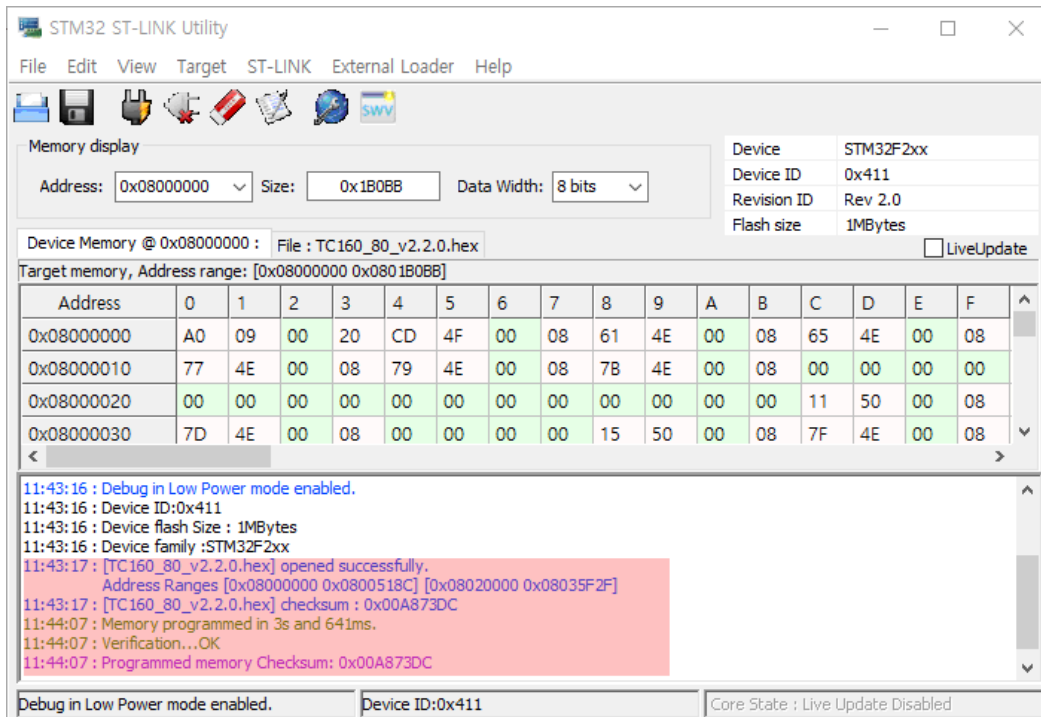 STM32 ST-LINK Utility
File Edit View Target ST-LINK External Loader Help
SWV
Memory display
Address: 0x08000000 Size: 0x1B0BB Data Width: 8 bits
Device STM32F2xx
Device ID 0x411
Revision ID Rev 2.0
Flash size 1MBytes
LiveUpdate
Device Memory @ 0x08000000 : File : TC160_80_v2.2.0.hex
Target memory, Address range: [0x08000000 0x0801B0BB]
Address 0 1 2 3 4 5 6 7 8 9 A B C D E F
0x08000000 A0 09 00 20 CD 4F 00 08 61 4E 00 08 65 4E 00 08
0x08000010 77 4E 00 08 79 4E 00 08 7B 4E 00 08 00 00 00 00
0x08000020 00 00 00 00 00 00 00 00 00 00 00 00 11 50 00 08
0x08000030 7D 4E 00 08 00 00 00 00 15 50 00 08 7F 4E 00 08
11:43:16 : Debug in Low Power mode enabled.
11:43:16 : Device ID:0x411
11:43:16 : Device flash Size : 1MBytes
11:43:16 : Device family :STM32F2xx
11:43:17 : [TC160_80_v2.2.0.hex] opened successfully.
Address Ranges [0x08000000 0x0800518C] [0x08020000 0x08035F2F]
11:43:17 : [TC160_80_v2.2.0.hex] checksum : 0x00A873DC
11:44:07 : Memory programmed in 3s and 641ms.
11:44:07 : Verification...OK
11:44:07 : Programmed memory Checksum: 0x00A873DC
Debug in Low Power mode enabled. Device ID:0x411 Core State : Live Update Disabled